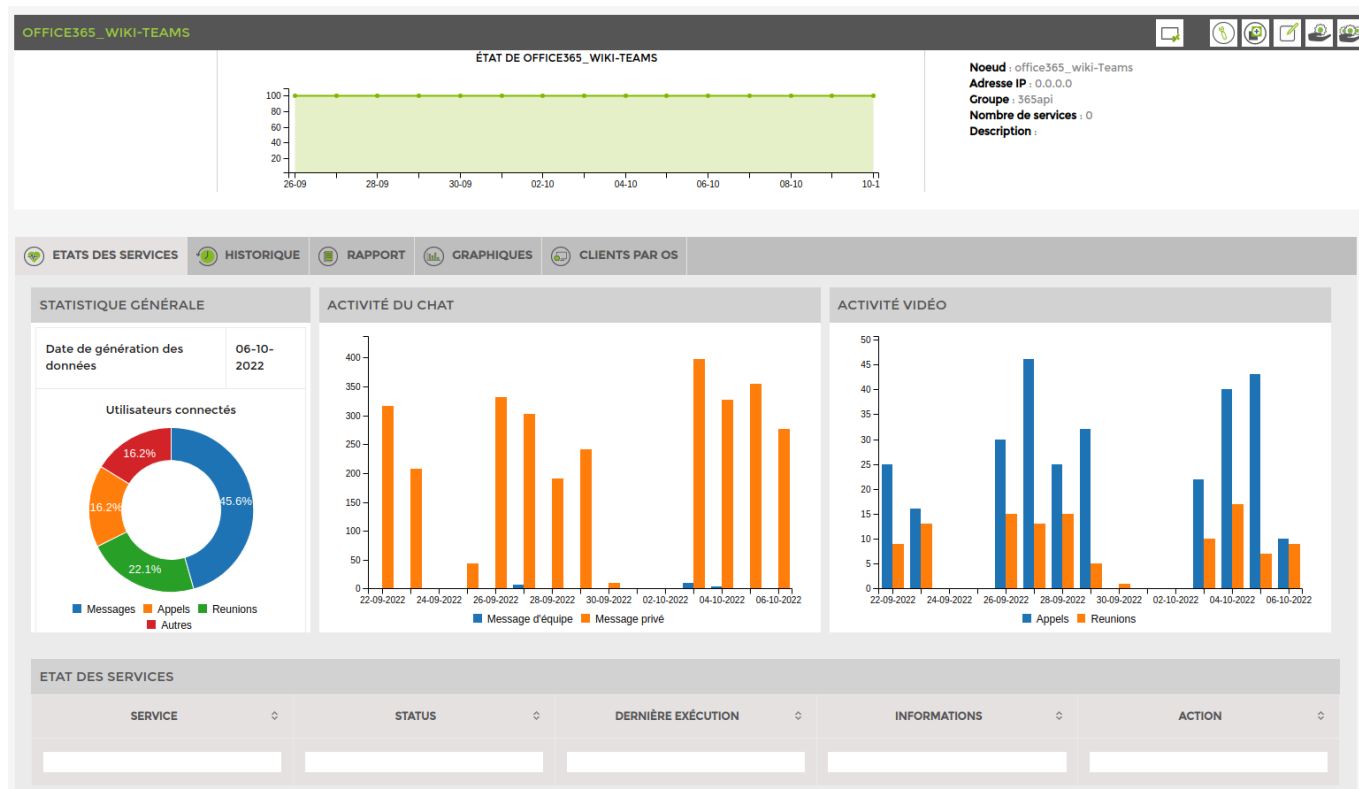 OFFICE365_WIKI-TEAMS
ÉTAT DE OFFICE365_WIKI-TEAMS
100
80
60
40
20
26-09 28-09 30-09 02-10 04-10 06-10 08-10 10-1
Noeud : office365_wiki-Teams
Adresse IP : 0.0.0.0
Groupe : 365api
Nombre de services : 0
Description :
ETATS DES SERVICES HISTORIQUE RAPPORT GRAPHIQUES CLIENTS PAR OS
STATISTIQUE GÉNÉRALE
Date de génération des
données
06-10-
2022
Utilisateurs connectés
16.2%
16.2%
45.6%
22.1%
Messages Appels Reunions
Autres
ACTIVITÉ DU CHAT
400
350
300
250
200
150
100
50
0
22-09-2022 24-09-2022 26-09-2022 28-09-2022 30-09-2022 02-10-2022 04-10-2022 06-10-2022
Message d'équipe Message privé
ACTIVITÉ VIDÉO
50
45
40
35
30
25
20
15
10
5
0
22-09-2022 24-09-2022 26-09-2022 28-09-2022 30-09-2022 02-10-2022 04-10-2022 06-10-2022
Appels Reunions
ETAT DES SERVICES
SERVICE STATUS DERNIÈRE EXÉCUTION INFORMATIONS ACTION